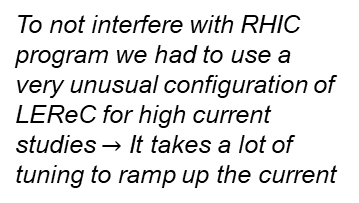 To not interfere with RHIC
program we had to use a
very unusual configuration of
LEReC for high current
studies → It takes a lot of
tuning to ramp up the current